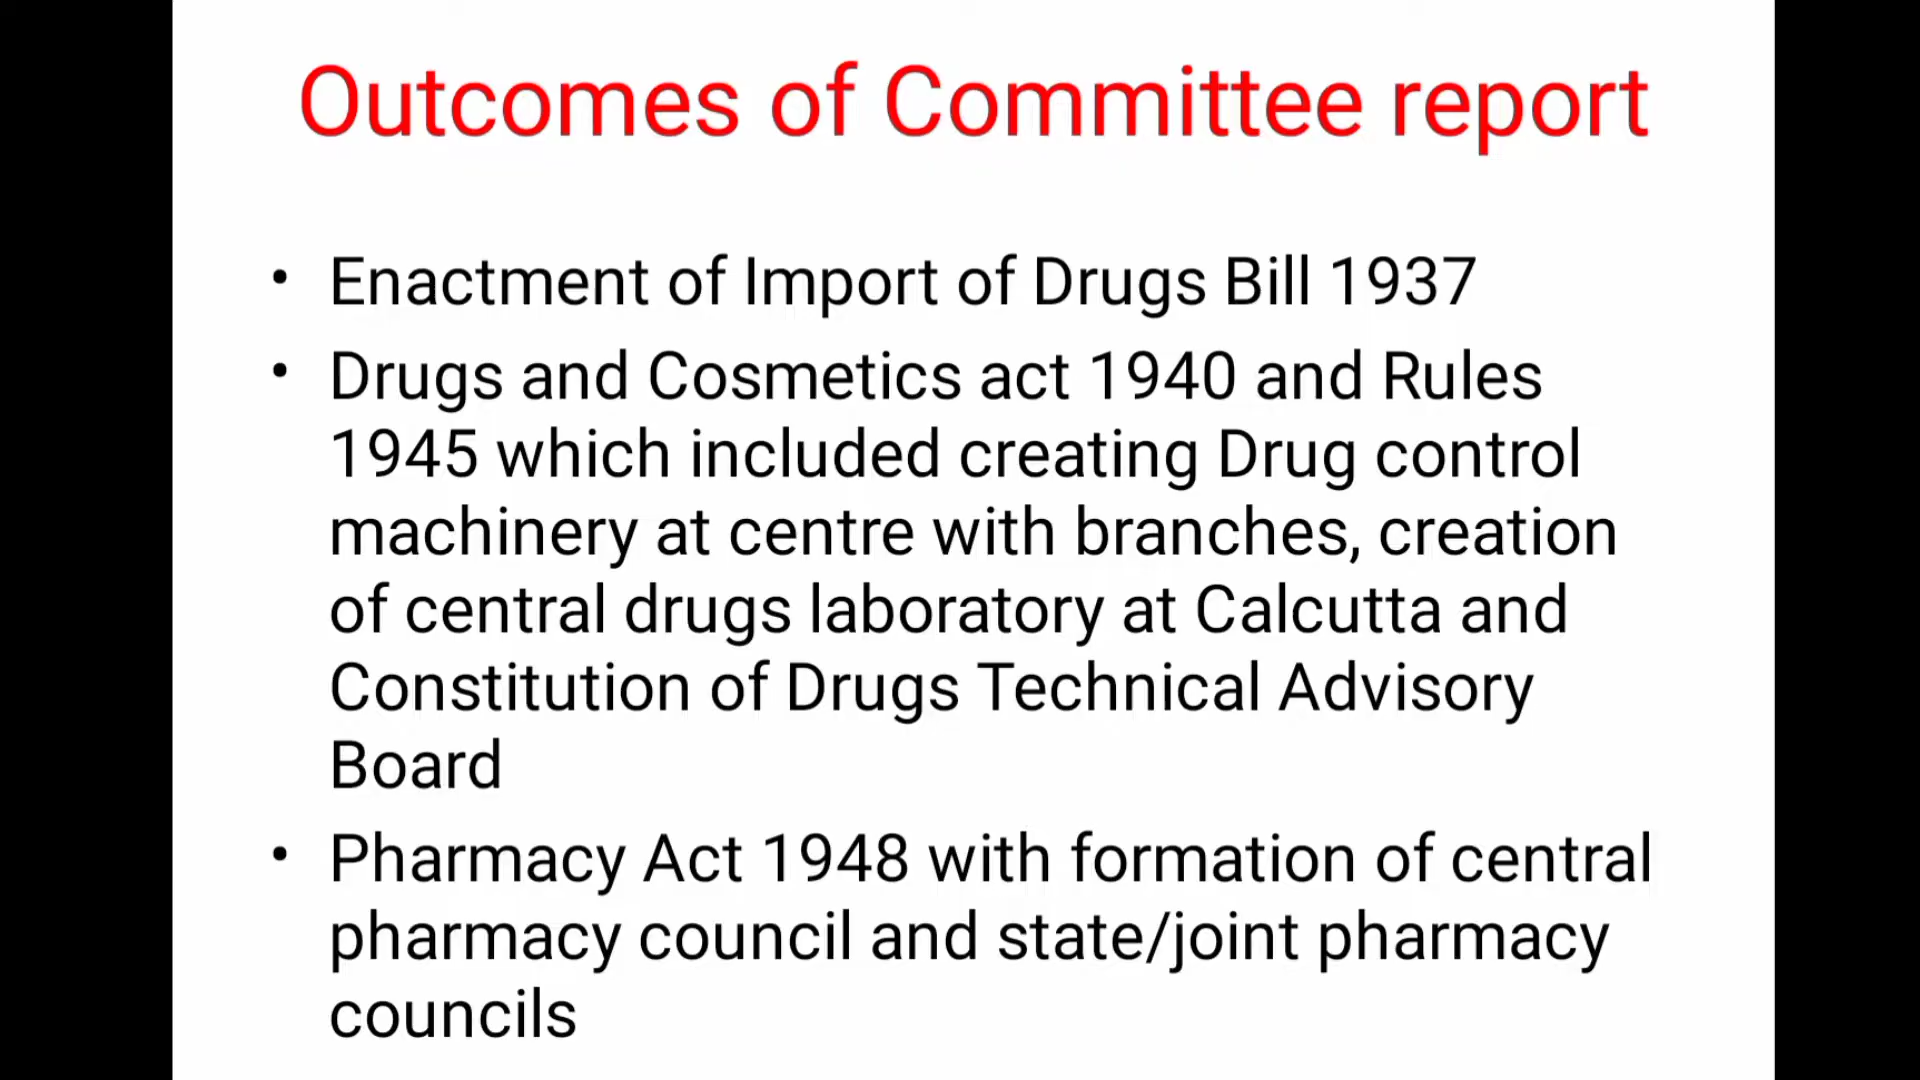 Outcomes of Committee report
• Enactment of Import of Drugs Bill 1937
• Drugs and Cosmetics act 1940 and Rules
1945 which included creating Drug control
machinery at centre with branches, creation
of central drugs laboratory at Calcutta and
Constitution of Drugs Technical Advisory
Board
• Pharmacy Act 1948 with formation of central
pharmacy council and state/joint pharmacy
councils